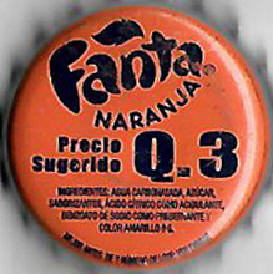 Fanta
NARANJA
Precio
Sugerido Q.3
INGREDIENTES: AGUA CARBONATADA, AZÚCAR,
SABORIZANTES, ÁCIDO CÍTRICO COMO ACIDULANTE,
BENZOATO DE SODIO COMO PRESERVANTE Y
COLOR AMARILLO # 6.